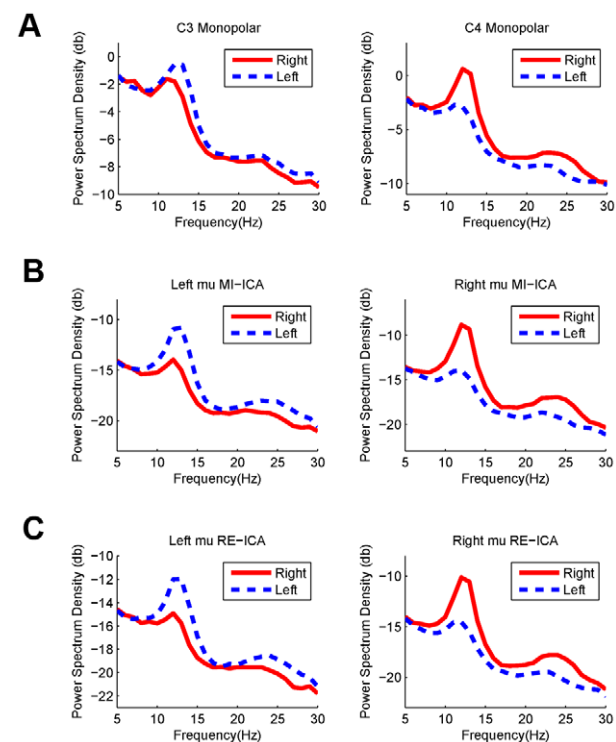 A
C3 Monopolar
C4 Monopolar
Power Spectrum Density (db)
0
−2
−4
−6
−8
−10
5 10 15 20 25 30
Frequency(Hz)
Right
Left
Power Spectrum Density (db)
0
−5
−10
5 10 15 20 25 30
Frequency(Hz)
Right
Left
B
Left mu MI−ICA
Right mu MI−ICA
Power Spectrum Density (db)
−10
−15
−20
5 10 15 20 25 30
Frequency(Hz)
Right
Left
Power Spectrum Density (db)
−10
−15
−20
5 10 15 20 25 30
Frequency(Hz)
Right
Left
C
Left mu RE−ICA
Right mu RE−ICA
Power Spectrum Density (db)
−10
−12
−14
−16
−18
−20
−22
5 10 15 20 25 30
Frequency(Hz)
Right
Left
Power Spectrum Density (db)
−10
−15
−20
5 10 15 20 25 30
Frequency(Hz)
Right
Left